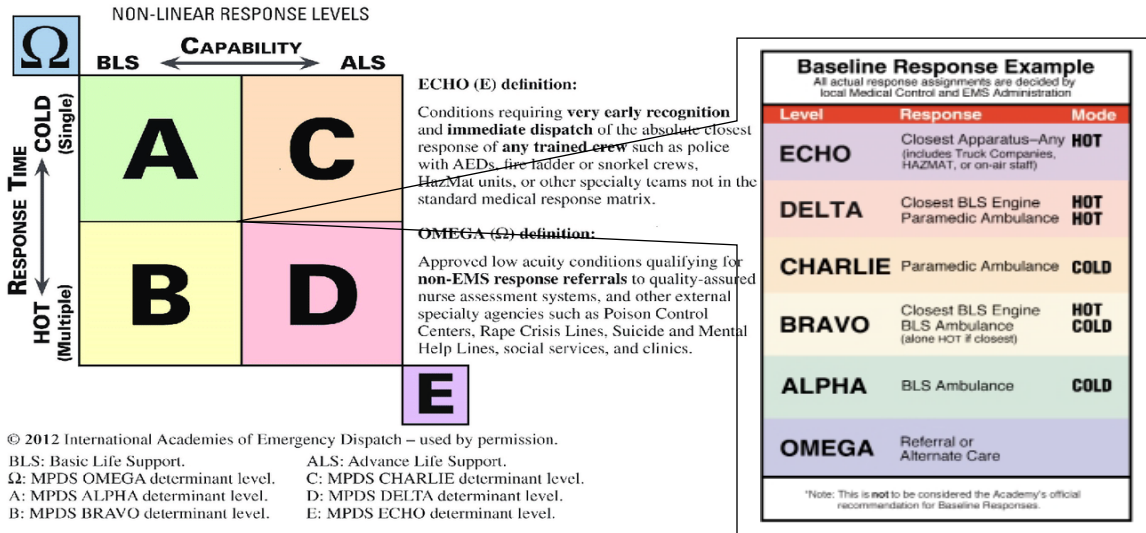 NON-LINEAR RESPONSE LEVELS
Ω
CAPABILITY
BLS
ALS
RESPONSE TIME
COLD
(Single)
HOT
(Multiple)
A
C
B
D
E
ECHO (E) definition:
Conditions requiring very early recognition
and immediate dispatch of the absolute closest
response of any trained crew such as police
with AEDs, fire ladder or snorkel crews,
HazMat units, or other specialty teams not in the
standard medical response matrix.
OMEGA (Ω) definition:
Approved low acuity conditions qualifying for
non-EMS response referrals to quality-assured
nurse assessment systems, and other external
specialty agencies such as Poison Control
Centers, Rape Crisis Lines, Suicide and Mental
Help Lines, social services, and clinics.
© 2012 International Academies of Emergency Dispatch – used by permission.
BLS: Basic Life Support.
Ω: MPDS OMEGA determinant level.
A: MPDS ALPHA determinant level.
B: MPDS BRAVO determinant level.
ALS: Advance Life Support.
C: MPDS CHARLIE determinant level.
D: MPDS DELTA determinant level.
E: MPDS ECHO determinant level.
Baseline Response Example
All actual response assignments are decided by
local Medical Control and EMS Administration
Level Response Mode
ECHO Closest Apparatus–Any HOT
(includes Truck Companies,
HAZMAT, or on-air staff)
DELTA Closest BLS Engine HOT
Paramedic Ambulance HOT
CHARLIE Paramedic Ambulance COLD
BRAVO Closest BLS Engine HOT
BLS Ambulance COLD
(alone HOT if closest)
ALPHA BLS Ambulance COLD
OMEGA Referral or
Alternate Care
*Note: This is not to be considered the Academy's official
recommendation for Baseline Responses.